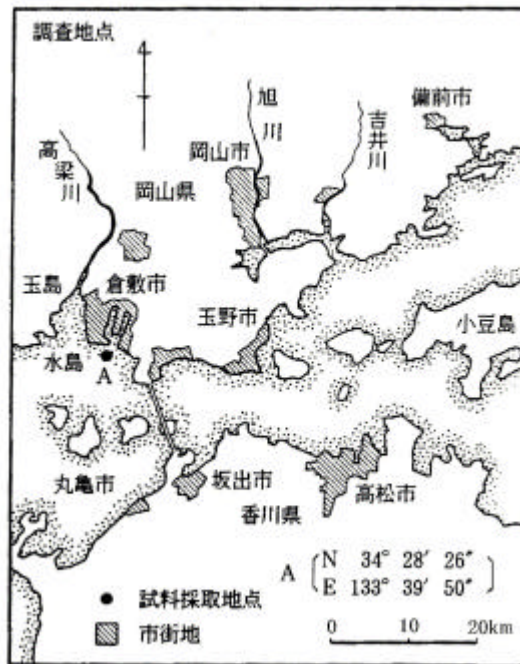 調査地点
4
旭川
吉井川
備前市
岡山市
高梁川
岡山県
玉島
倉敷市
玉野市
小豆島
水島
A
丸亀市
坂出市
高松市
香川県
A
N 34° 28′ 26″
E 133° 39′ 50″
試料採取地点
市街地
0 10 20km